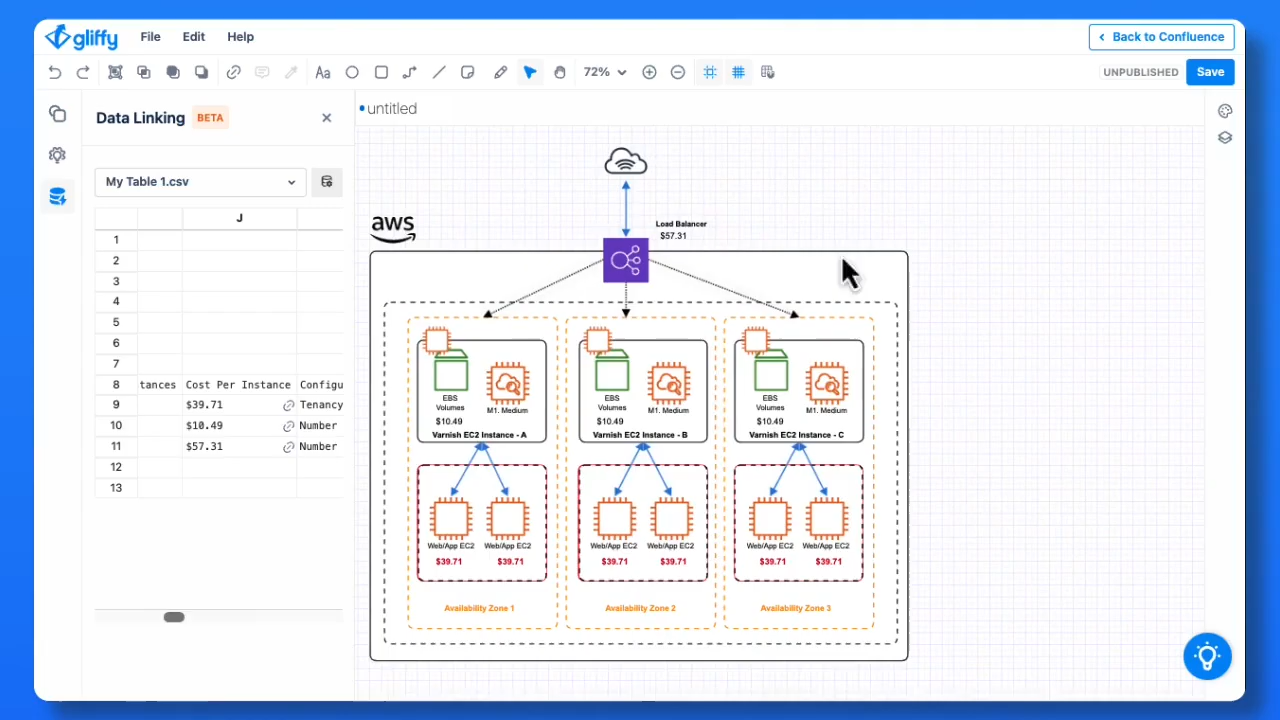 gliffy File Edit Help Back to Confluence
Aa 72% UNPUBLISHED Save
Data Linking BETA
untitled
My Table 1.csv
J
1
2
3
4
5
6
7
8 tances Cost Per Instance Configu
9 $39.71 Tenancy
10 $10.49 Number
11 $57.31 Number
12
13
aws
Load Balancer
$57.31
EBS
Volumes
$10.49
M1. Medium
Varnish EC2 Instance - A
EBS
Volumes
$10.49
M1. Medium
Varnish EC2 Instance - B
EBS
Volumes
$10.49
M1. Medium
Varnish EC2 Instance - C
Web/App EC2 Web/App EC2
$39.71 $39.71
Web/App EC2 Web/App EC2
$39.71 $39.71
Web/App EC2 Web/App EC2
$39.71 $39.71
Availability Zone 1
Availability Zone 2
Availability Zone 3